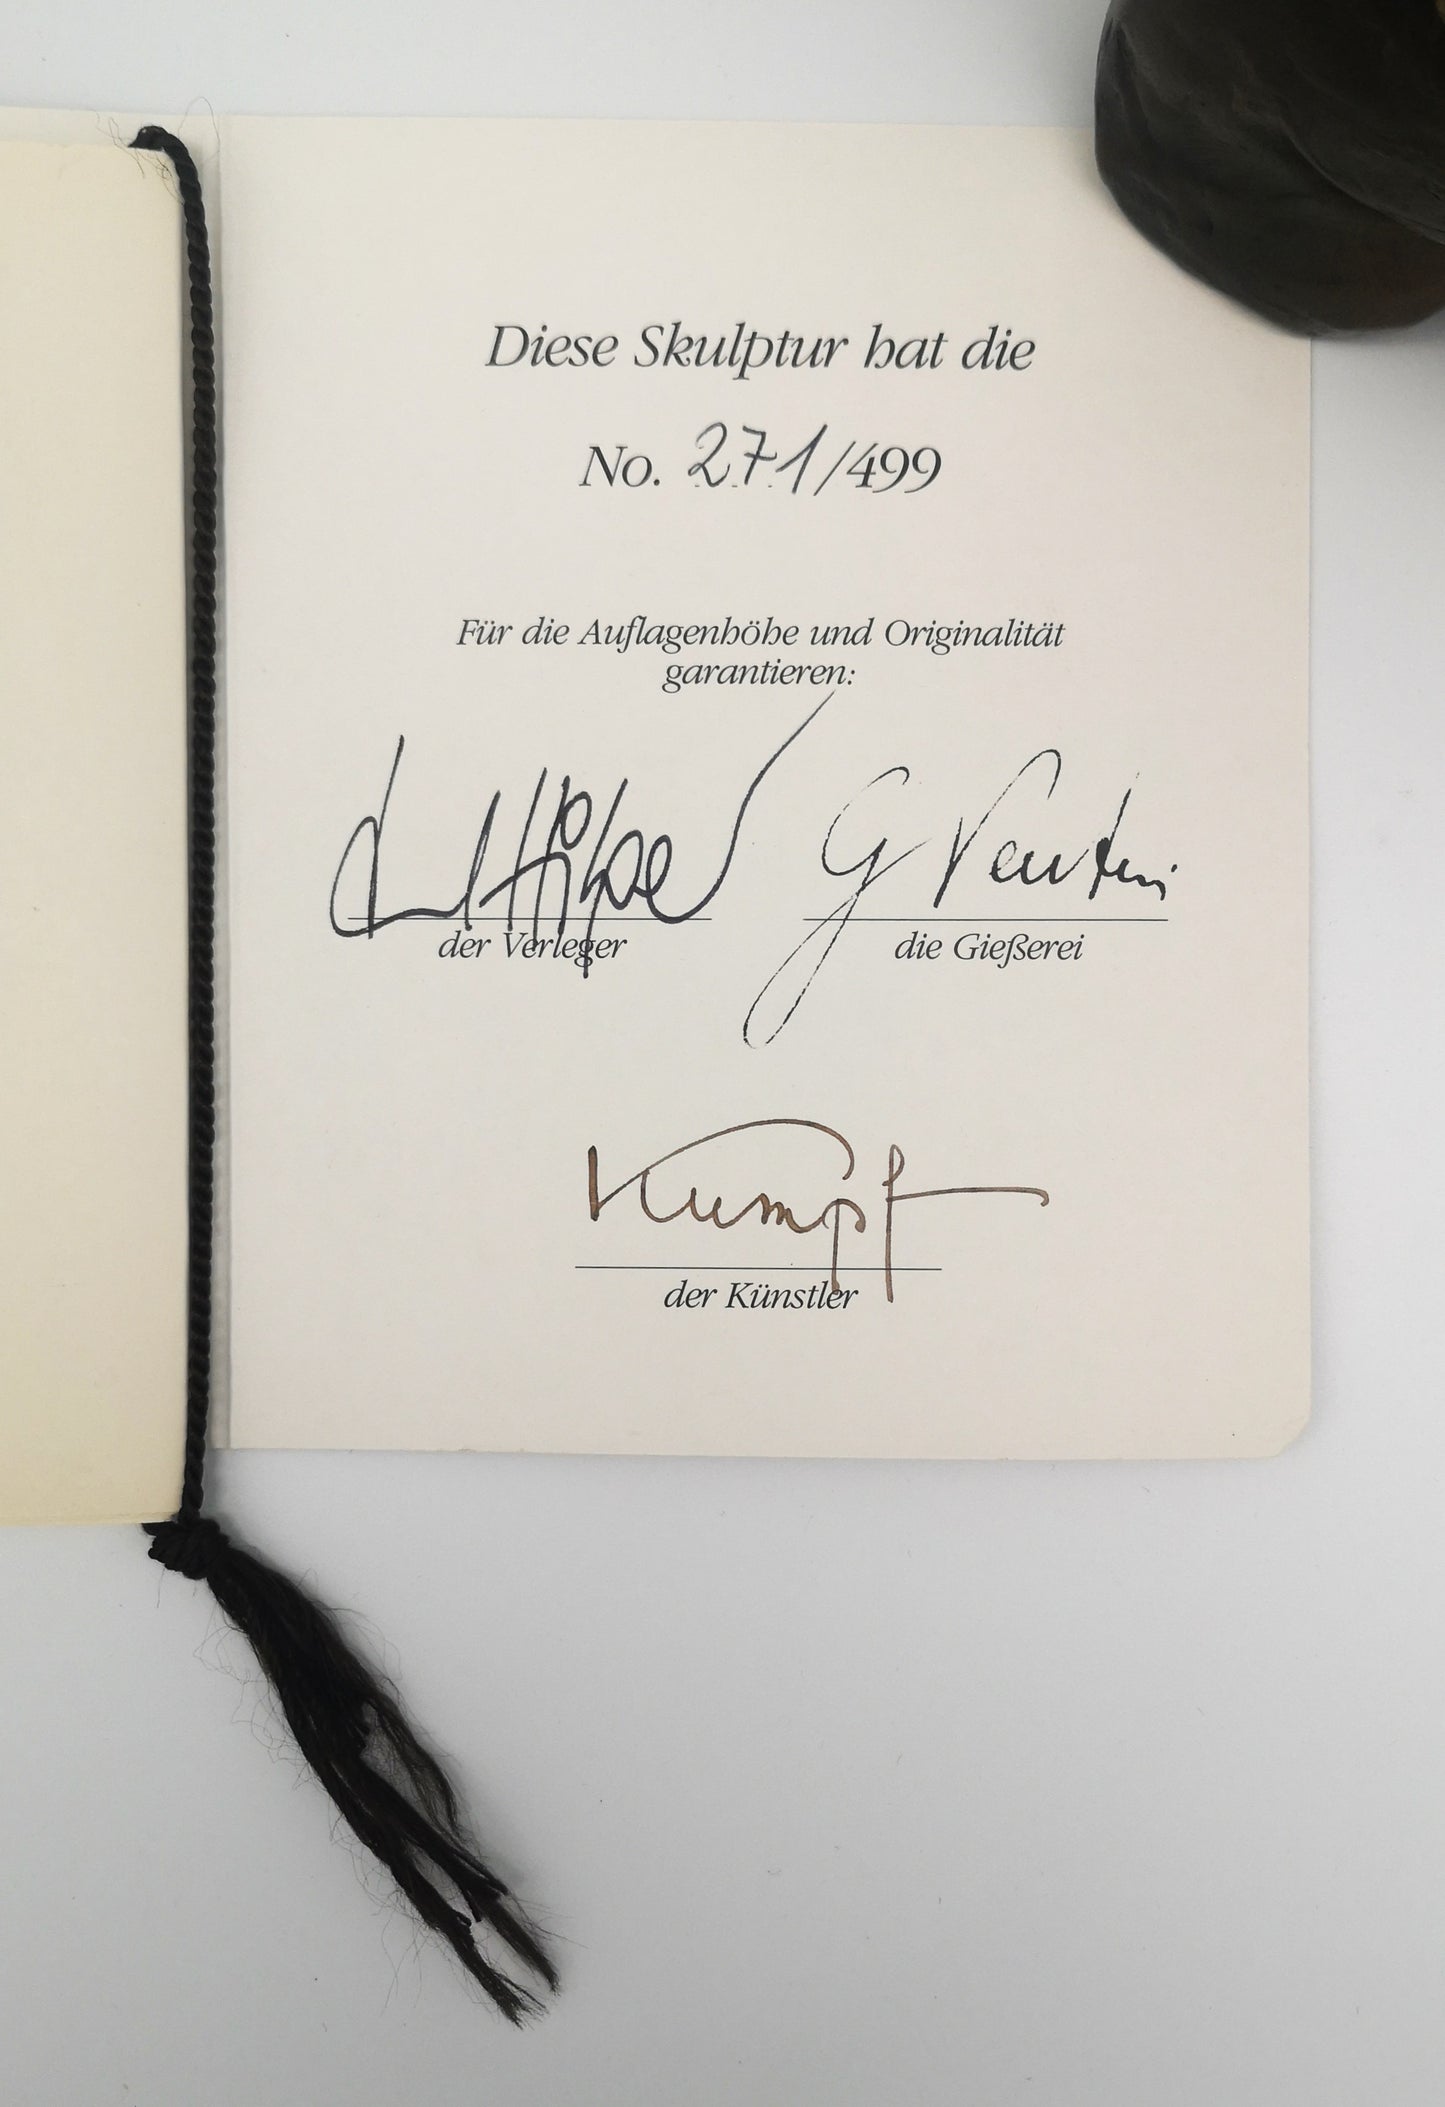 Diese Skulptur hat die
No. 271/499
Für die Auflagenhöhe und Originalität
garantieren:
der Verleger
die Gießerei
Kumpf
der Künstler